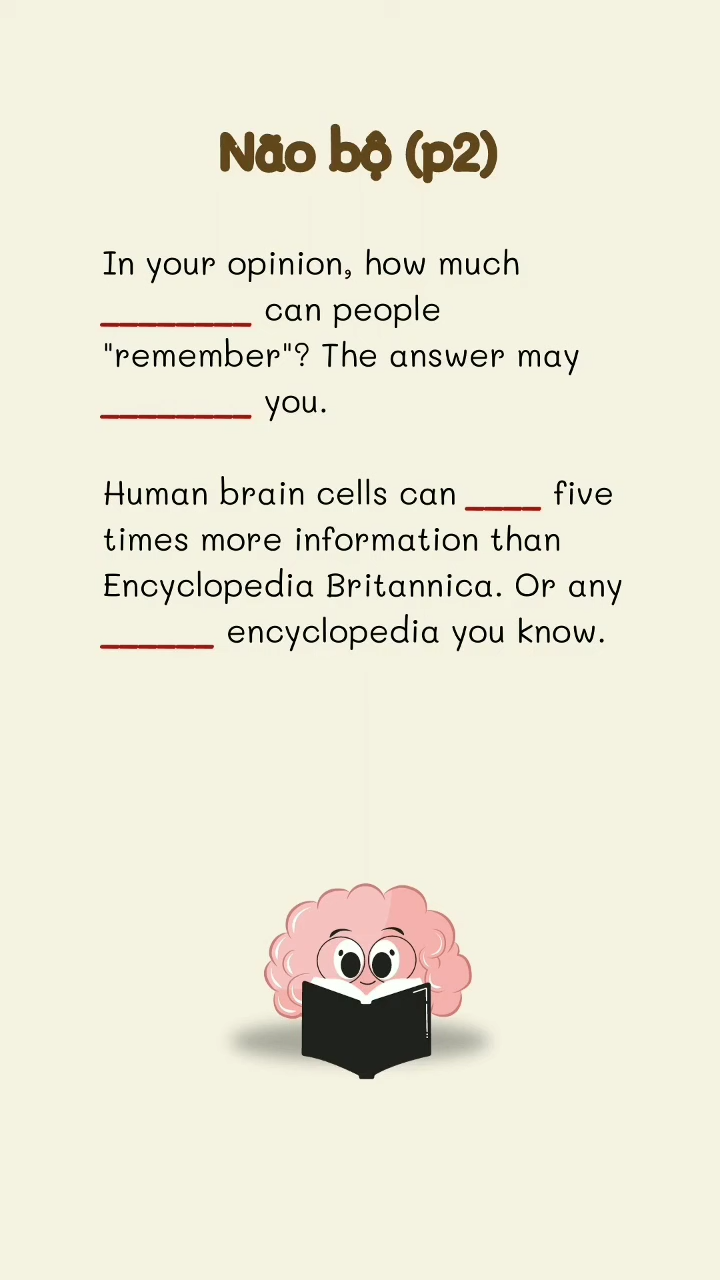 Não bộ (p2)
In your opinion, how much
________ can people
"remember"? The answer may
________ you.
Human brain cells can ____ five
times more information than
Encyclopedia Britannica. Or any
______ encyclopedia you know.